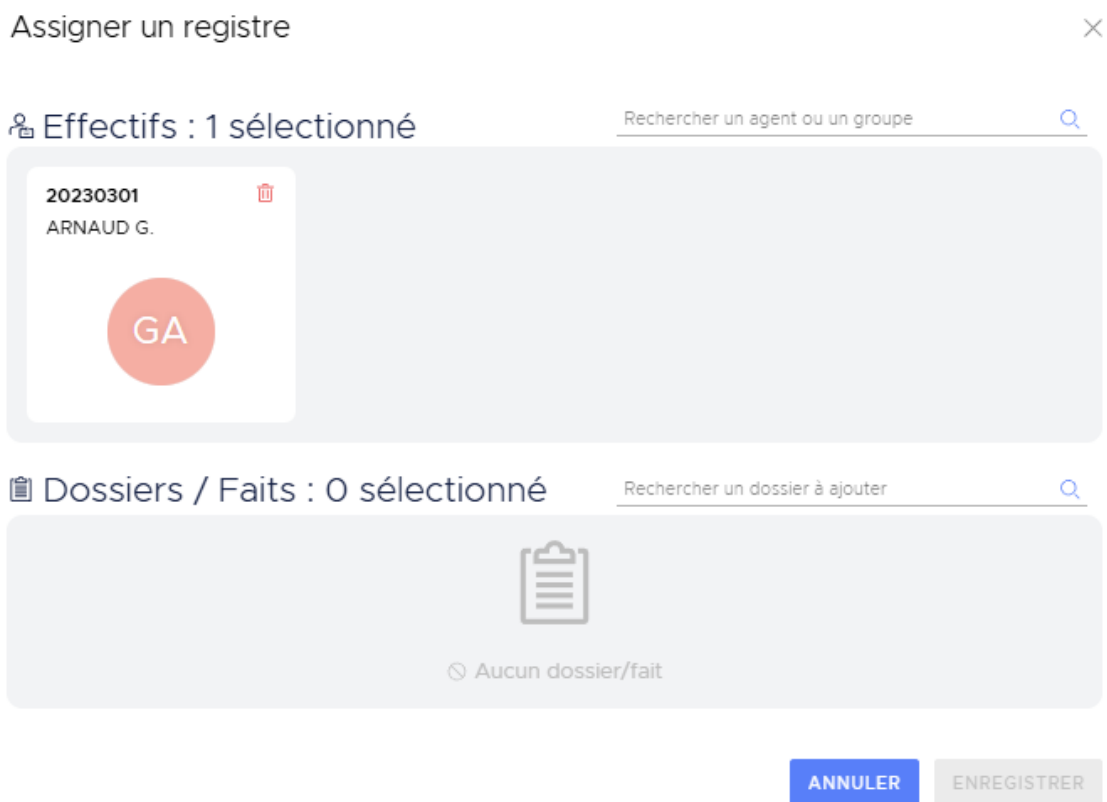 Assigner un registre
Effectifs : 1 sélectionné
Rechercher un agent ou un groupe
20230301
ARNAUD G.
GA
Dossiers / Faits : 0 sélectionné
Rechercher un dossier à ajouter
Aucun dossier/fait
ANNULER
ENREGISTRER